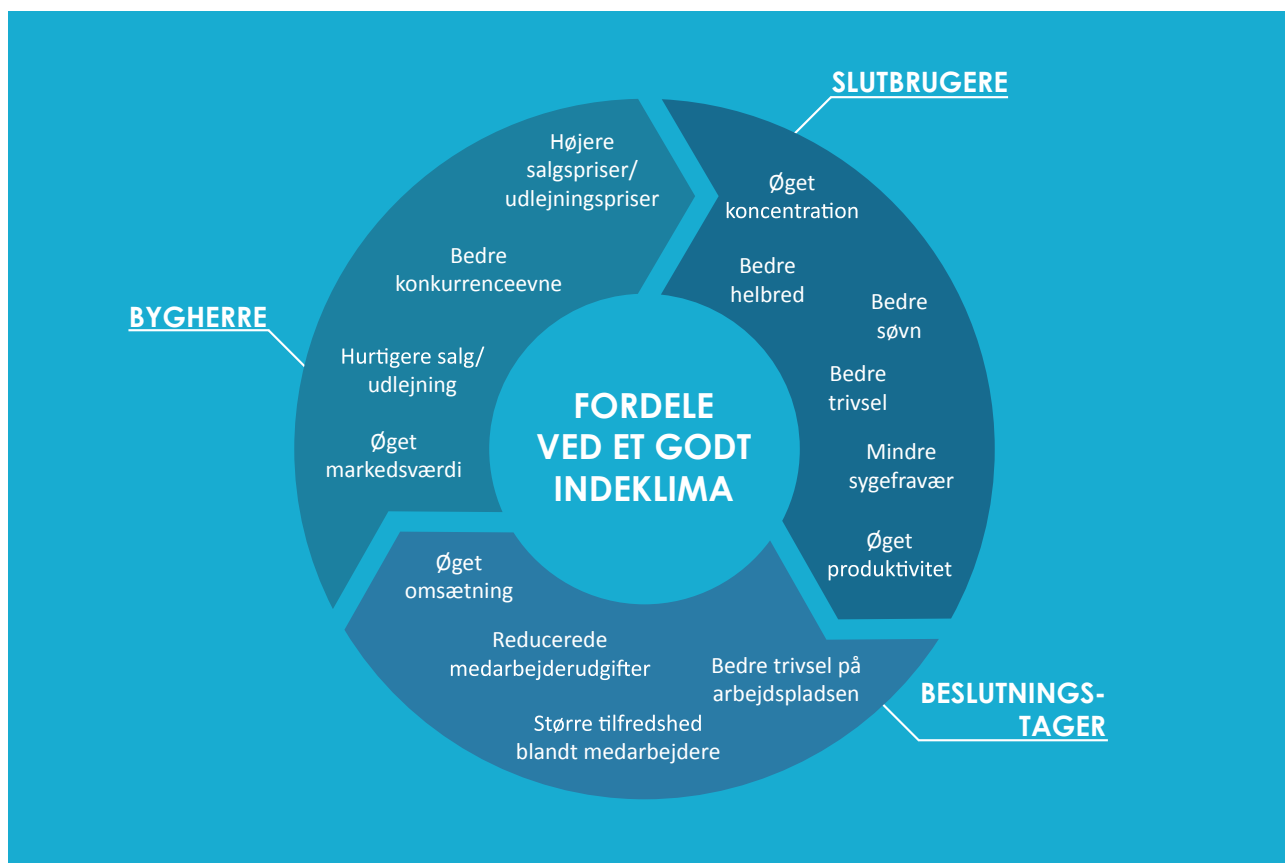 SLUTBRUGERE
Øget
koncentration
Bedre
helbred
Bedre
søvn
Bedre
trivsel
Mindre
sygefravær
Øget
produktivitet
BESLUTNINGS-
TAGER
Bedre trivsel på
arbejdspladsen
Større tilfredshed
blandt medarbejdere
Reducerede
medarbejderudgifter
Øget
omsætning
BYGHERRE
Øget
markedsværdi
Hurtigere salg/
udlejning
Bedre
konkurrenceevne
Højere
salgspriser/
udlejningspriser
FORDELE
VED ET GODT
INDEKLIMA